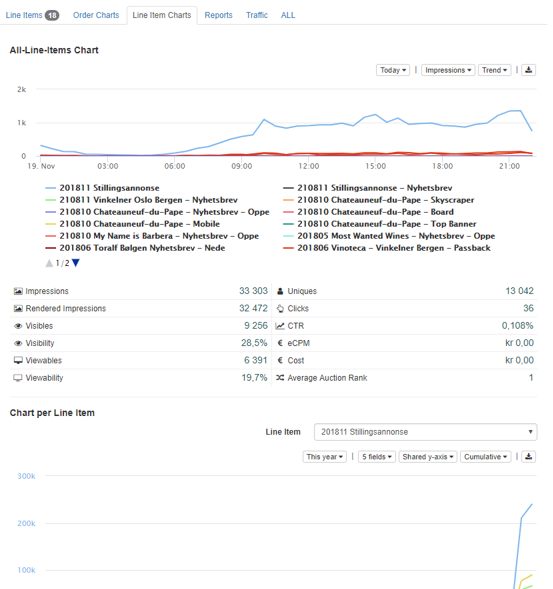 Line Items 18 Order Charts Line Item Charts Reports Traffic ALL
All-Line-Items Chart
Today | Impressions Trend |
2k
1k
0
19. Nov 03:00 06:00 09:00 12:00 15:00 18:00 21:00
201811 Stillingsannonse 210811 Stillingsannonse – Nyhetsbrev
210811 Vinkelner Oslo Bergen – Nyhetsbrev 210810 Chateauneuf-du-Pape – Skyscraper
210810 Chateauneuf-du-Pape – Nyhetsbrev – Oppe 210810 Chateauneuf-du-Pape – Board
210810 Chateauneuf-du-Pape – Mobile 210810 Chateauneuf-du-Pape – Top Banner
210810 My Name is Barbera – Nyhetsbrev – Oppe 201805 Most Wanted Wines – Nyhetsbrev – Oppe
201806 Toralf Bølgen Nyhetsbrev – Nede 201806 Vinoteca – Vinkelner Bergen – Passback
1/2
Impressions 33 303 Uniques 13 042
Rendered Impressions 32 472 Clicks 36
Visibles 9 256 CTR 0,108%
Visibility 28,5% € eCPM kr 0,00
Viewables 6 391 € Cost kr 0,00
Viewability 19,7% Average Auction Rank 1
Chart per Line Item
Line Item 201811 Stillingsannonse
This year | 5 fields Shared y-axis Cumulative |
300k
200k
100k